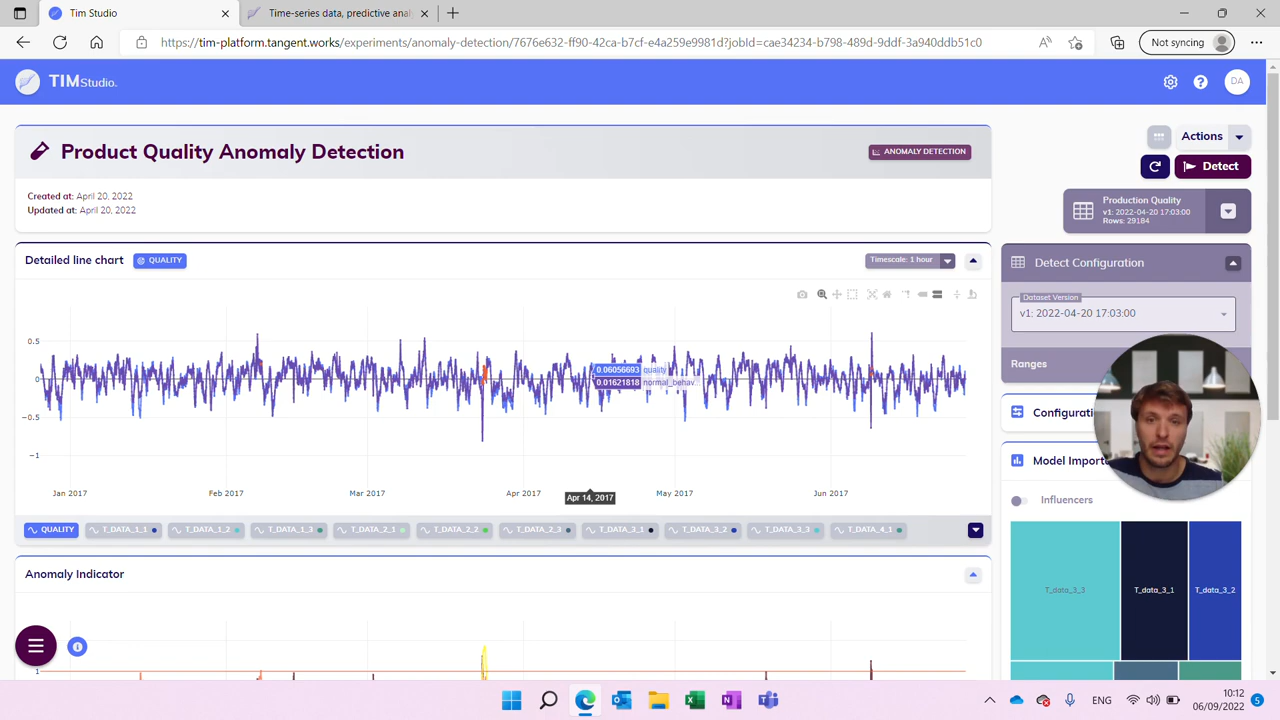 Tim Studio
Time-series data, predictive anal
https://tim-platform.tangent.works/experiments/anomaly-detection/7676e632-ff90-42ca-b7cf-e4a259e9981d?jobId=cae34234-b798-489d-9ddf-3a940ddb51c0
Not syncing
TIM Studio.
DA
Product Quality Anomaly Detection
ANOMALY DETECTION
Created at: April 20, 2022
Updated at: April 20, 2022
Actions
Detect
Production Quality
v1: 2022-04-20 17:03:00
Rows: 29184
Detailed line chart
QUALITY
Timescale: 1 hour
Detect Configuration
Dataset Version
v1: 2022-04-20 17:03:00
Ranges
0.5
0
−0.5
−1
0.06056693 quality
0.01621818 normal_behav...
Jan 2017
Feb 2017
Mar 2017
Apr 2017
Apr 14, 2017
May 2017
Jun 2017
QUALITY
T_DATA_1_1
T_DATA_1_2
T_DATA_1_3
T_DATA_2_1
T_DATA_2_2
T_DATA_2_3
T_DATA_3_1
T_DATA_3_2
T_DATA_3_3
T_DATA_4_1
Configurati
Model Importa
Influencers
T_data_3_3
T_data_3_1
T_data_3_2
Anomaly Indicator
1
ENG
10:12
06/09/2022
5